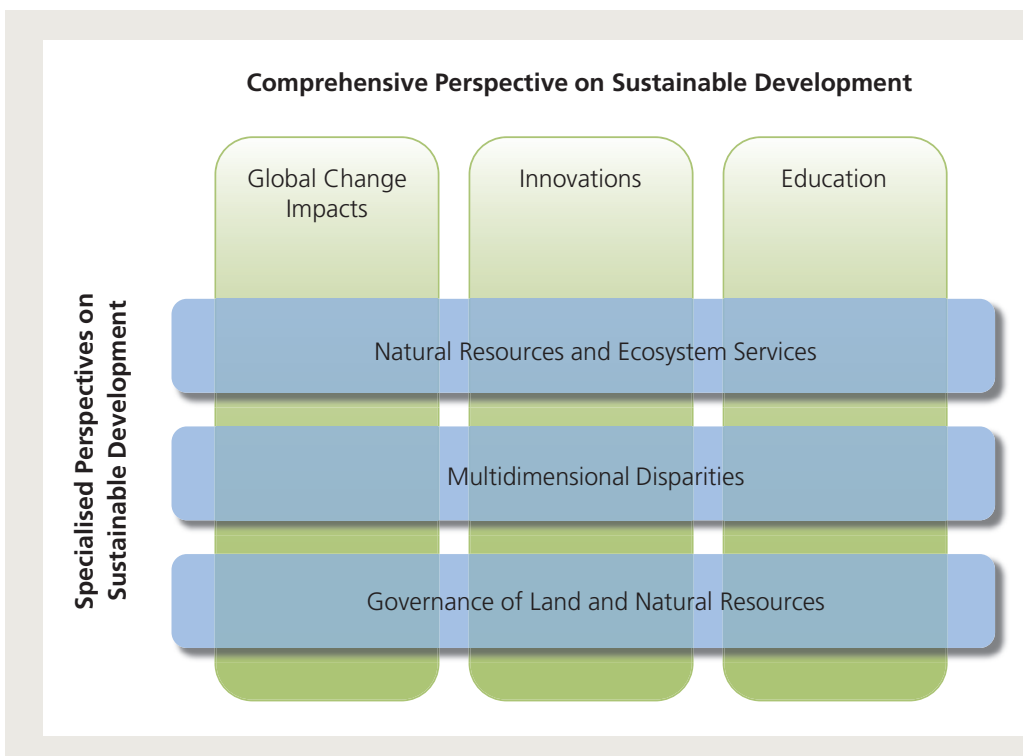 Comprehensive Perspective on Sustainable Development
Global Change
Impacts
Innovations
Education
Specialised Perspectives on
Sustainable Development
Natural Resources and Ecosystem Services
Multidimensional Disparities
Governance of Land and Natural Resources